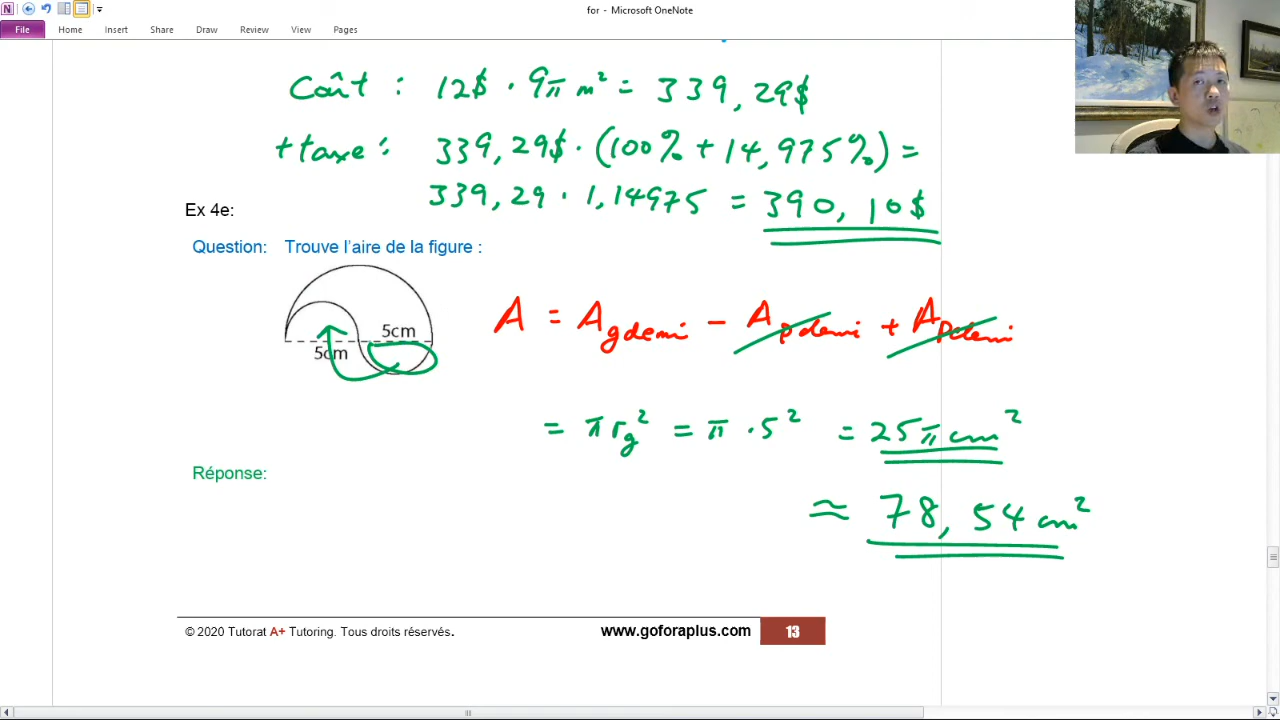 for - Microsoft OneNote
File Home Insert Share Draw Review View Pages
Coût : 12$ · 9π m² = 339,29$
+taxe : 339,29$ · (100% + 14,975%) =
339,29 · 1,14975 = 390,10$
Ex 4e:
Question: Trouve l'aire de la figure :
5cm
5cm
A = A gdemi - A pdemi + A pdemi
= πrg² = π · 5² = 25π cm²
Réponse:
≈ 78,54 cm²
© 2020 Tutorat A+ Tutoring. Tous droits réservés. www.goforaplus.com 13